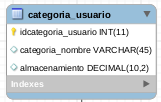 categoria_usuario
idcategoria_usuario INT(11)
categoria_nombre VARCHAR(45)
almacenamiento DECIMAL(10,2)
Indexes